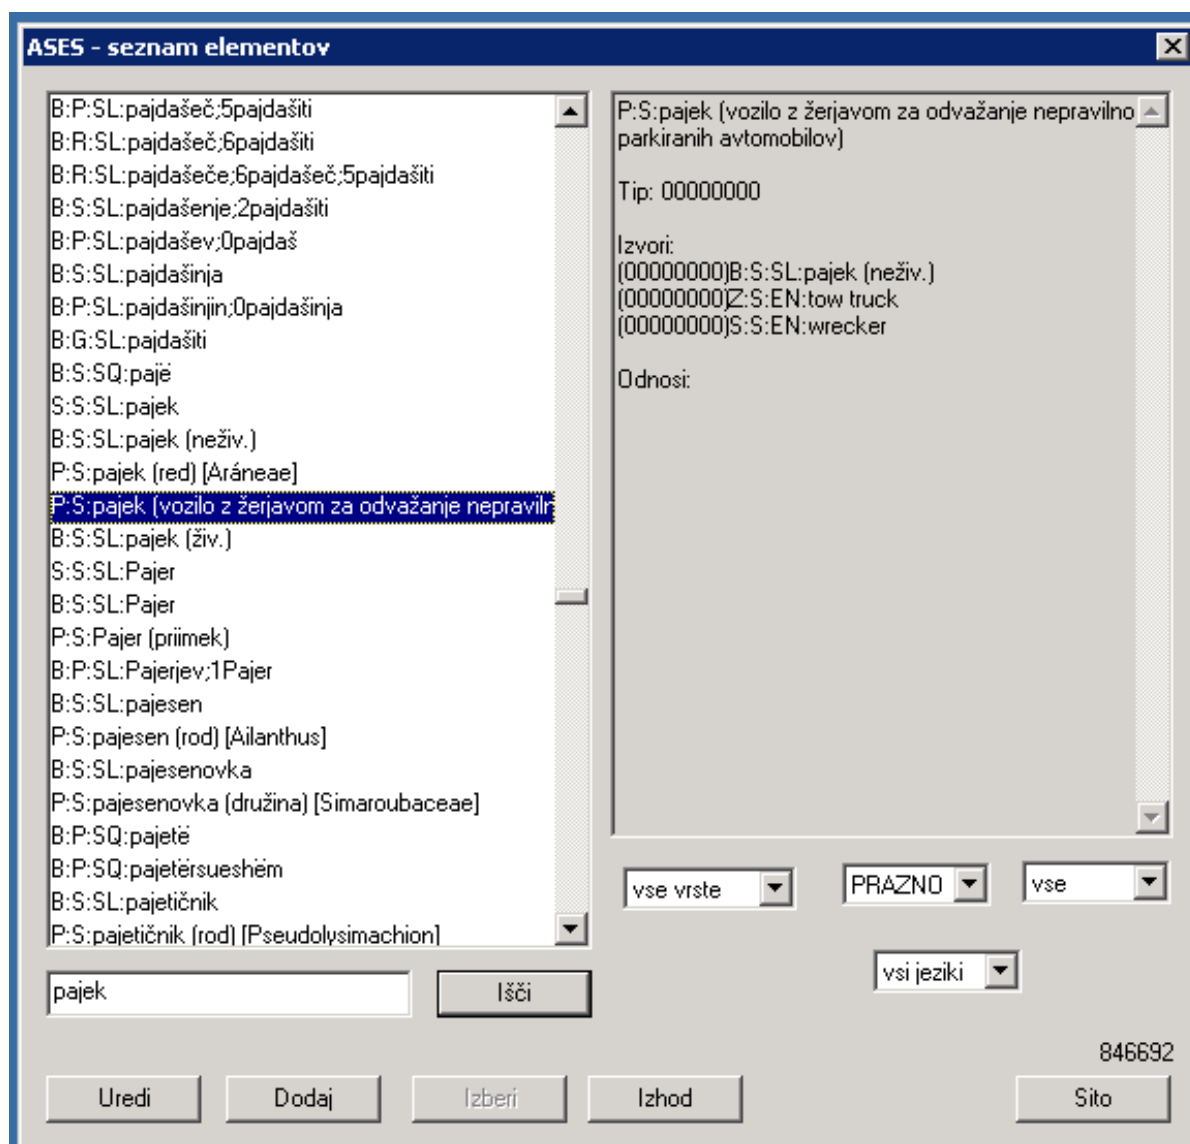 ASES - seznam elementov
B:P:SL:pajdašeč;5pajdašiti
B:R:SL:pajdašeč;6pajdašiti
B:R:SL:pajdašeče;6pajdašeč;5pajdašiti
B:S:SL:pajdašenje;2pajdašiti
B:P:SL:pajdašev;0pajdaš
B:S:SL:pajdašinja
B:P:SL:pajdašinjin;0pajdašinja
B:G:SL:pajdašiti
B:S:SQ:pajë
S:S:SL:pajek
B:S:SL:pajek (neživ.)
P:S:pajek (red) [Aráneae]
P:S:pajek (vozilo z žerjavom za odvažanje nepraviln
B:S:SL:pajek (živ.)
S:S:SL:Pajer
B:S:SL:Pajer
P:S:Pajer (priimek)
B:P:SL:Pajerjev;1Pajer
B:S:SL:pajesen
P:S:pajesen (rod) [Ailanthus]
B:S:SL:pajesenovka
P:S:pajesenovka (družina) [Simaroubaceae]
B:P:SQ:pajetë
B:P:SQ:pajetërsueshëm
B:S:SL:pajetičnik
P:S:pajetičnik (rod) [Pseudolysimachion]
P:S:pajek (vozilo z žerjavom za odvažanje nepravilno
parkiranih avtomobilov)
Tip: 00000000
Izvori:
(00000000)B:S:SL:pajek (neživ.)
(00000000)Z:S:EN:tow truck
(00000000)S:S:EN:wrecker
Odnosi:
vse vrste
PRAZNO
vse
vsi jeziki
pajek
Išči
846692
Uredi
Dodaj
Izberi
Izhod
Sito